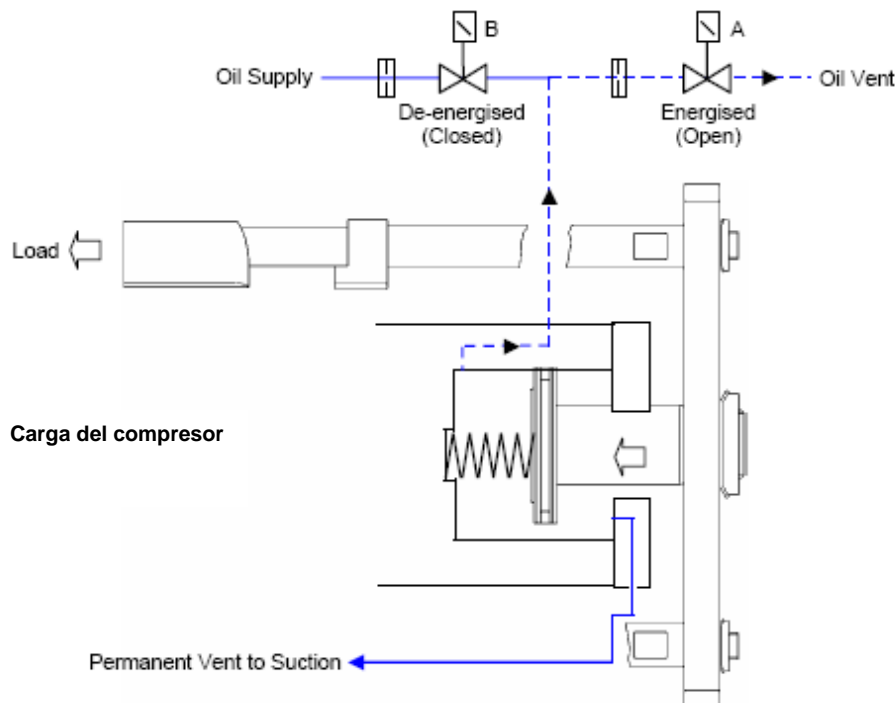 B
A
Oil Supply
Oil Vent
De-energised
(Closed)
Energised
(Open)
Load
Carga del compresor
Permanent Vent to Suction